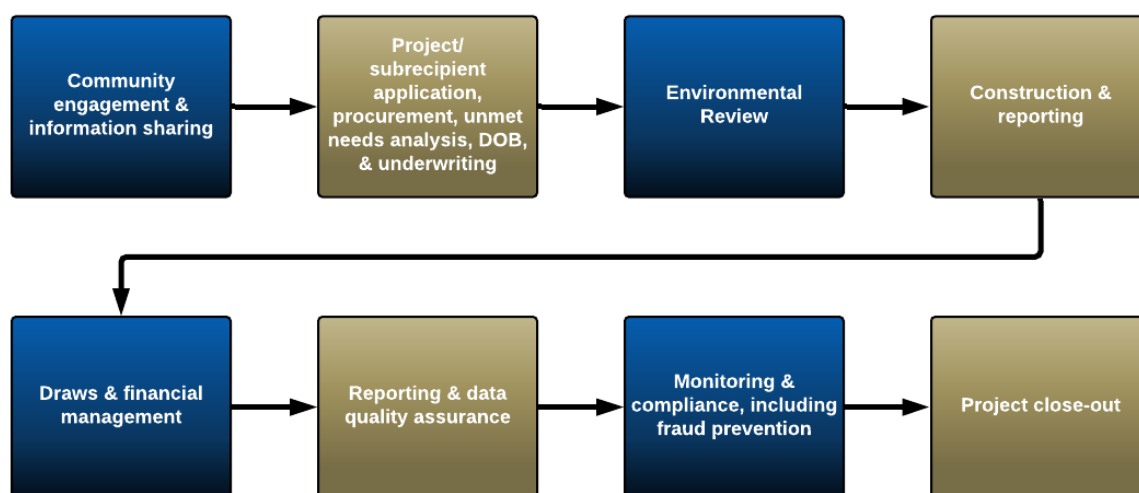 Community
engagement &
information sharing
Project/
subrecipient
application,
procurement, unmet
needs analysis, DOB,
& underwriting
Environmental
Review
Construction &
reporting
Draws & financial
management
Reporting & data
quality assurance
Monitoring &
compliance, including
fraud prevention
Project close-out